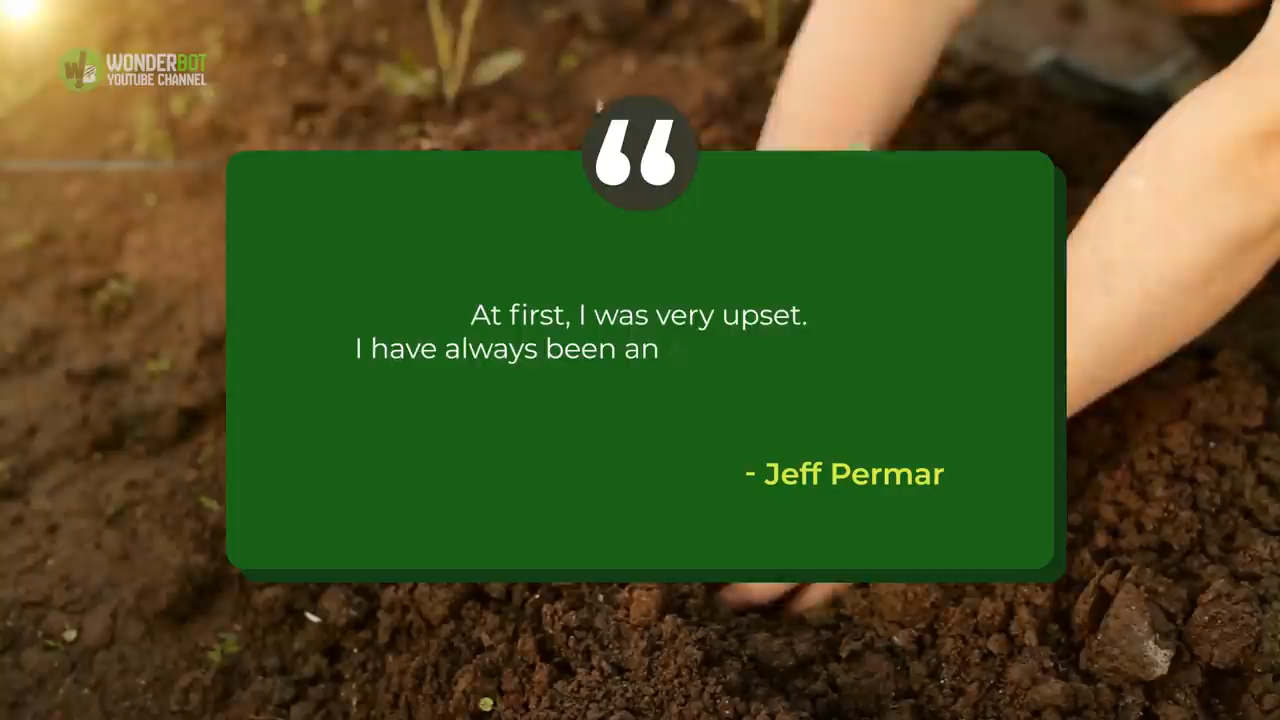 WONDERBOT
YOUTUBE CHANNEL
“
At first, I was very upset.
I have always been an
- Jeff Permar